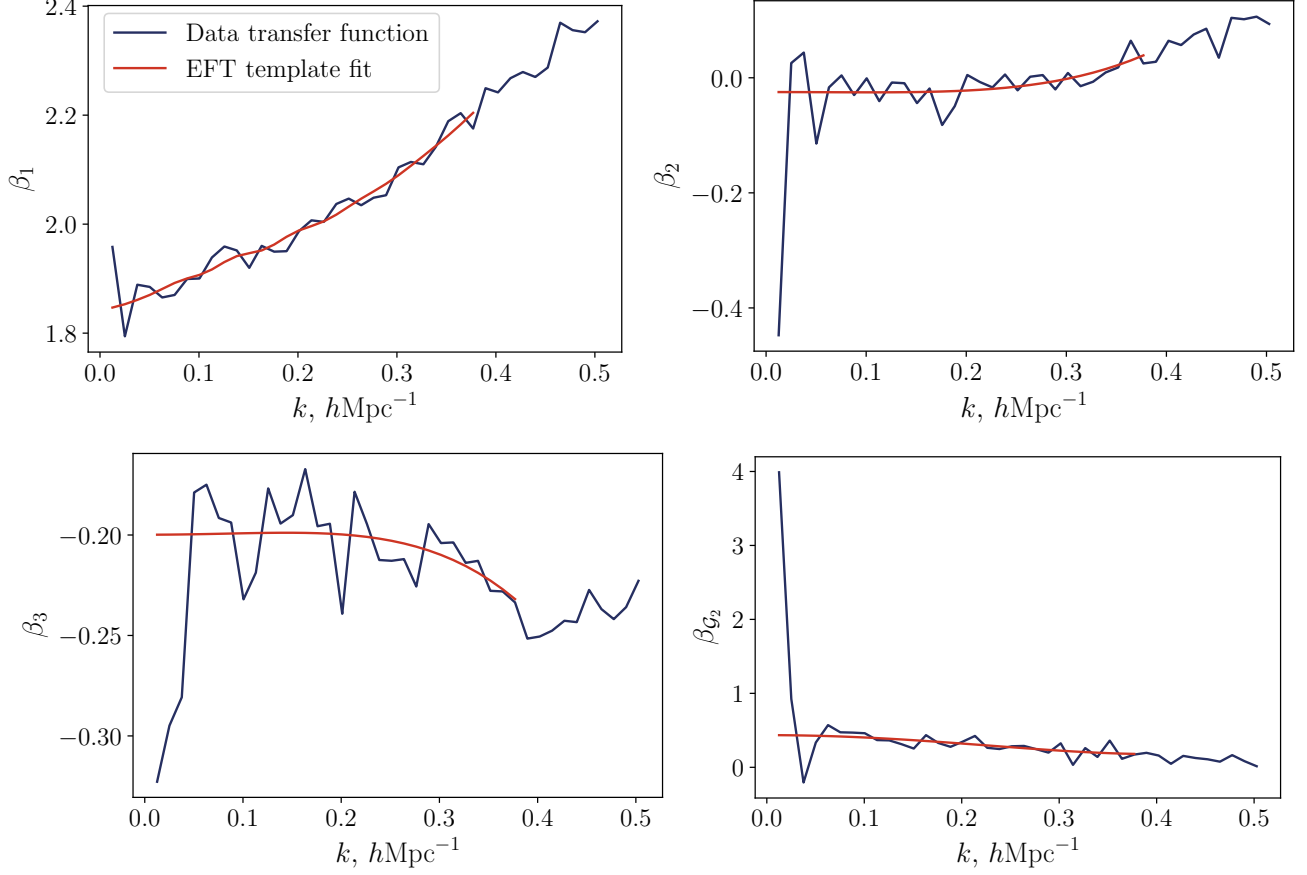 2.4
2.2
2.0
1.8
β₁
Data transfer function
EFT template fit
0.0 0.1 0.2 0.3 0.4 0.5
k, hMpc⁻¹
0.0
−0.2
−0.4
β₂
0.0 0.1 0.2 0.3 0.4 0.5
k, hMpc⁻¹
−0.20
−0.25
−0.30
β₃
0.0 0.1 0.2 0.3 0.4 0.5
k, hMpc⁻¹
4
3
2
1
0
β𝒢₂
0.0 0.1 0.2 0.3 0.4 0.5
k, hMpc⁻¹